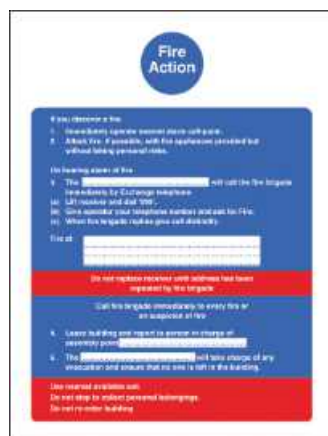 Fire
Action
If you discover a fire
1. Immediately operate nearest alarm call-point.
2. Attack fire, if possible, with fire appliances provided but
without taking personal risks.
On hearing alarm of fire
3. The will call the fire brigade
immediately by Exchange telephone
(a) Lift receiver and dial '999'.
(b) Give operator your telephone number and ask for Fire.
(c) When fire brigade replies give call distinctly.
Fire at
Do not replace receiver until address has been
repeated by fire brigade
Call fire brigade immediately to every fire or
on suspicion of fire
4. Leave building and report to person in charge of
assembly point
5. The will take charge of any
evacuation and ensure that no one is left in the building.
Use nearest available exit
Do not stop to collect personal belongings.
Do not re-enter building